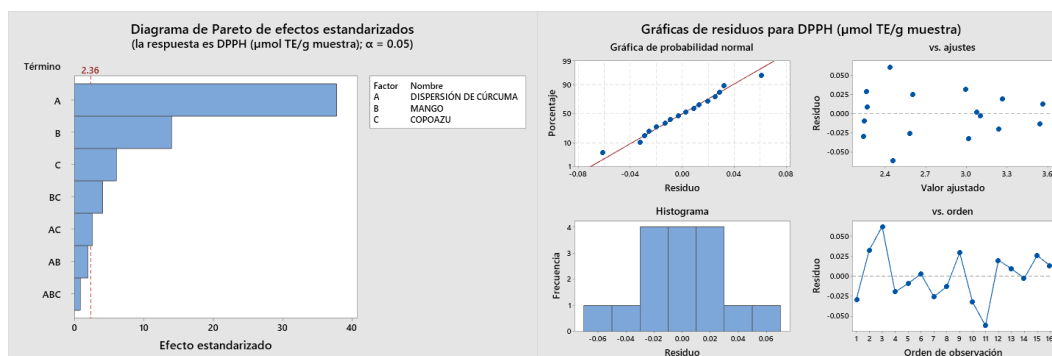 Diagrama de Pareto de efectos estandarizados
(la respuesta es DPPH (µmol TE/g muestra); α = 0.05)
Término
2.36
A
B
C
BC
AC
AB
ABC
0 10 20 30 40
Efecto estandarizado
Factor Nombre
A DISPERSIÓN DE CÚRCUMA
B MANGO
C COPOAZU
Gráficas de residuos para DPPH (µmol TE/g muestra)
Gráfica de probabilidad normal
99
90
50
10
1
Porcentaje
-0.08 -0.04 0.00 0.04 0.08
Residuo
vs. ajustes
0.050
0.025
0.000
-0.025
-0.050
Residuo
2.4 2.7 3.0 3.3 3.6
Valor ajustado
Histograma
4
3
2
1
0
Frecuencia
-0.06 -0.04 -0.02 0.00 0.02 0.04 0.06
Residuo
vs. orden
0.050
0.025
0.000
-0.025
-0.050
Residuo
1 2 3 4 5 6 7 8 9 10 11 12 13 14 15 16
Orden de observación